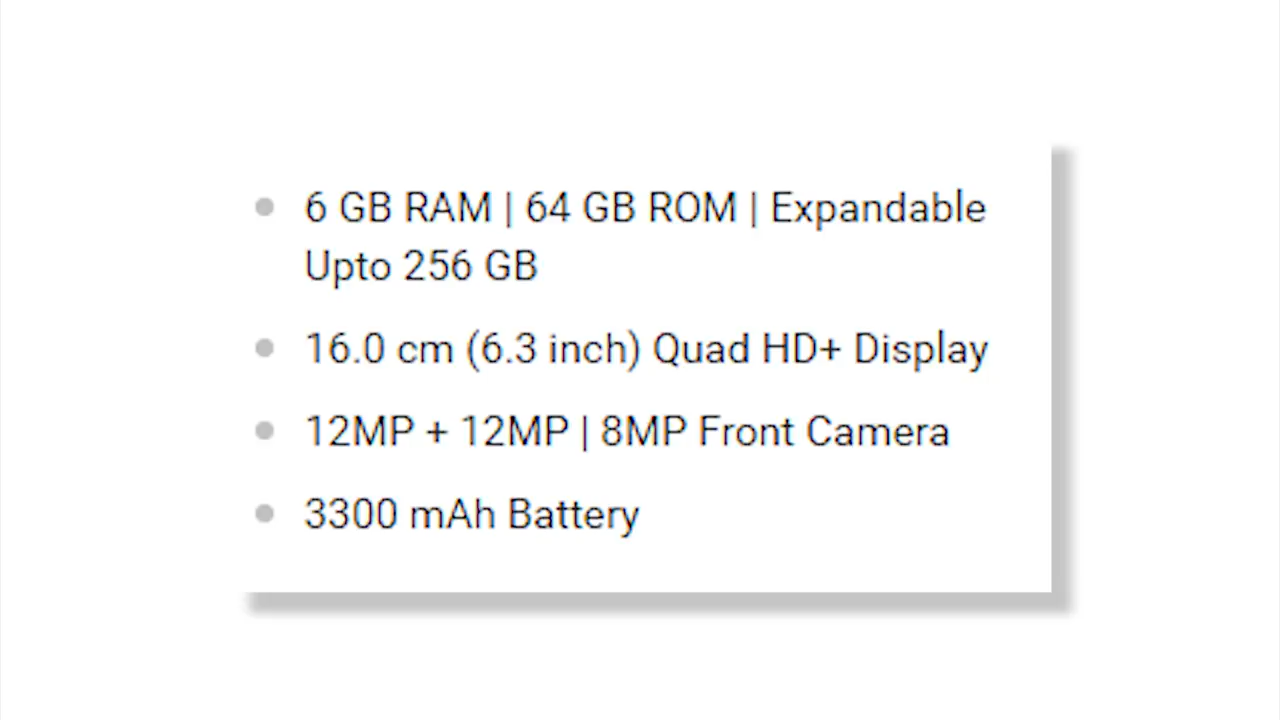 6 GB RAM | 64 GB ROM | Expandable
Upto 256 GB
16.0 cm (6.3 inch) Quad HD+ Display
12MP + 12MP | 8MP Front Camera
3300 mAh Battery